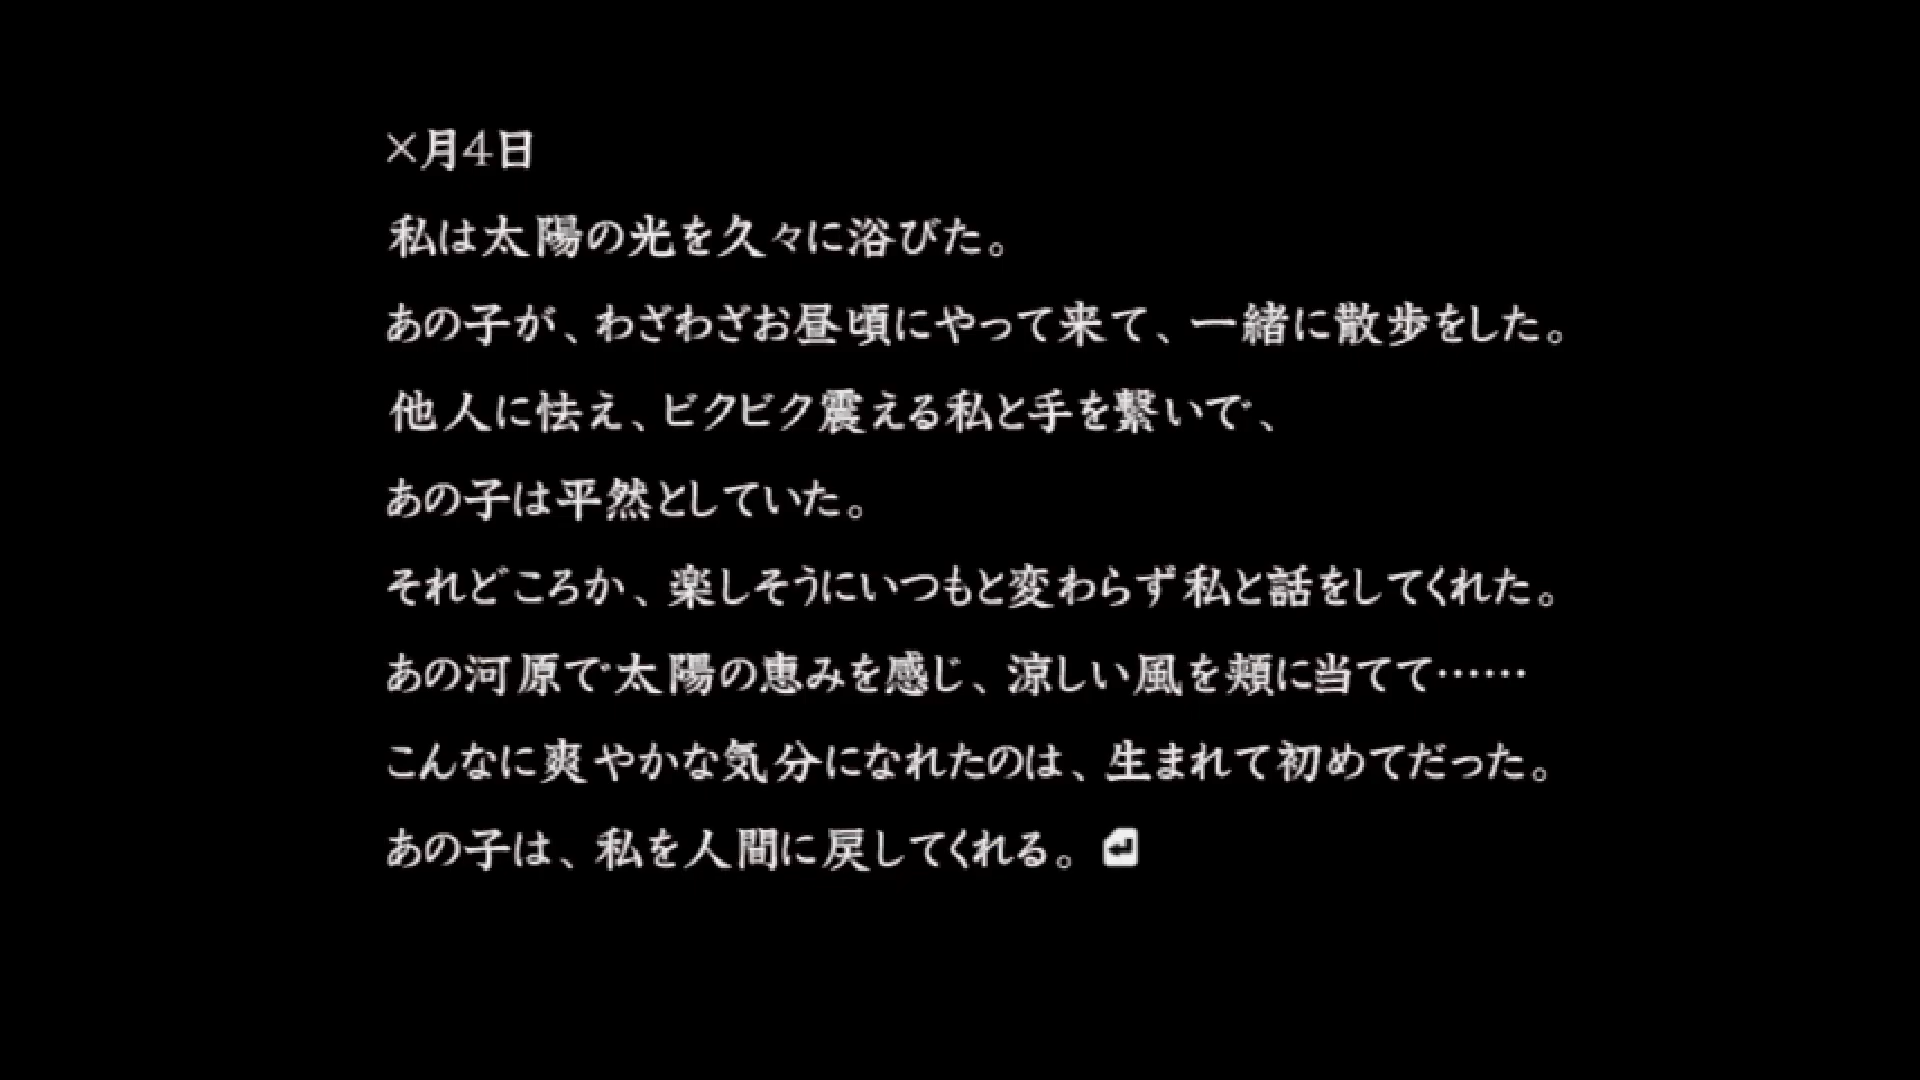 ×月4日
私は太陽の光を久々に浴びた。
あの子が、わざわざお昼頃にやって来て、一緒に散歩をした。
他人に怯え、ビクビク震える私と手を繋いで、
あの子は平然としていた。
それどころか、楽しそうにいつもと変わらず私と話をしてくれた。
あの河原で太陽の恵みを感じ、涼しい風を頬に当てて……
こんなに爽やかな気分になれたのは、生まれて初めてだった。
あの子は、私を人間に戻してくれる。